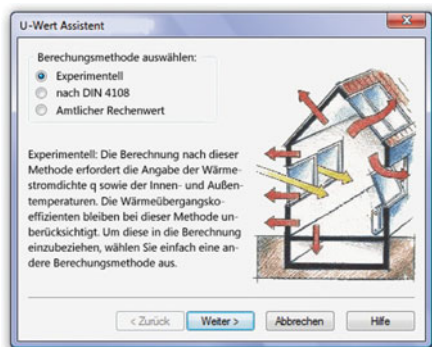 U-Wert Assistent
Berechungsmethode auswählen:
Experimentell
nach DIN 4108
Amtlicher Rechenwert
Experimentell: Die Berechnung nach dieser
Methode erfordert die Angabe der Wärme-
stromdichte q sowie der Innen- und Außen-
temperaturen. Die Wärmeübergangsko-
effizienten bleiben bei dieser Methode un-
berücksichtigt. Um diese in die Berechnung
einzubeziehen, wählen Sie einfach eine an-
dere Berechungsmethode aus.
< Zurück
Weiter >
Abbrechen
Hilfe